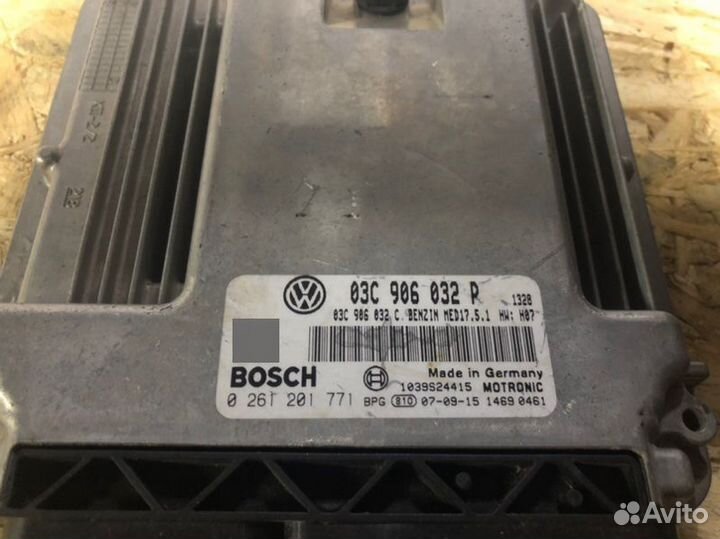 03C 906 032 R 1320
03C 906 032 C BENZIN MED17.5.1 HW: H07
BOSCH
Made in Germany
1039S24415 MOTRONIC
0 261 201 771 BPG 810 07-09-15 1469 0461
Avito